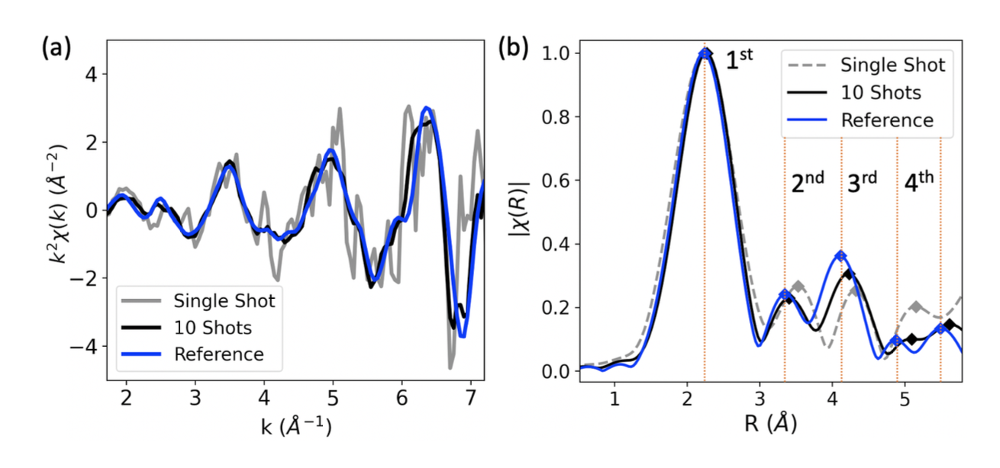 (a)
4
2
0
−2
−4
k²χ(k) (Å⁻²)
Single Shot
10 Shots
Reference
2 3 4 5 6 7
k (Å⁻¹)
(b)
1.0
0.8
0.6
0.4
0.2
0.0
|χ(R)|
1st
Single Shot
10 Shots
Reference
2nd 3rd 4th
1 2 3 4 5
R (Å)